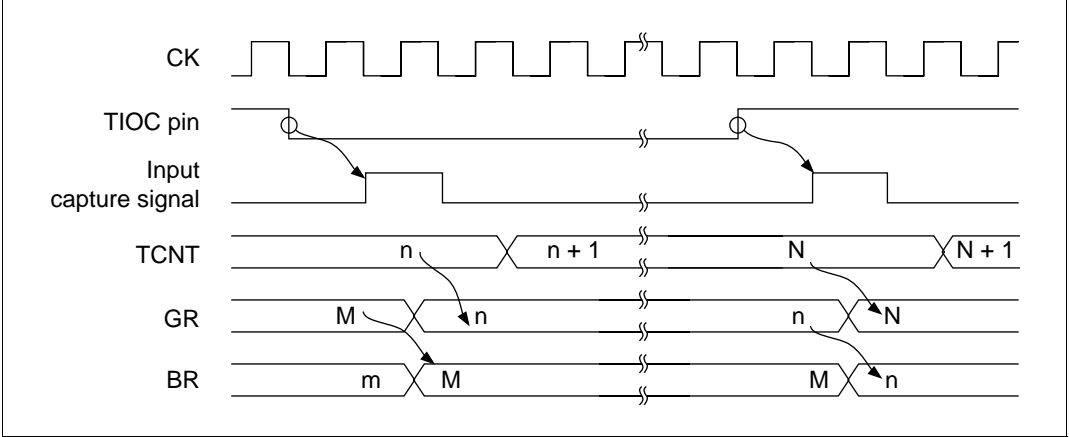 CK
TIOC pin
Input
capture signal
TCNT n n + 1 N N + 1
GR M n n N
BR m M M n